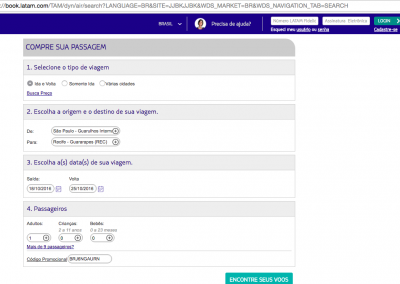 ://book.latam.com/TAM/dyn/air/search?LANGUAGE=BR&SITE=JJBKJJBK&WDS_MARKET=BR&WDS_NAVIGATION_TAB=SEARCH
BRASIL Precisa de ajuda? Número LATAM Fidelid Assinatura Eletrônica LOGIN
Esqueci meu usuário ou senha Cadastre-se
COMPRE SUA PASSAGEM
1. Selecione o tipo de viagem
Ida e Volta Somente Ida Várias cidades
Busca Preço
2. Escolha a origem e o destino de sua viagem.
De: São Paulo - Guarulhos Intern
Para: Recife - Guararapes (REC)
3. Escolha a(s) data(s) de sua viagem.
Saída: Volta
18/10/2016 25/10/2016
4. Passageiros
Adultos: Crianças: Bebês:
2 a 11 anos 0 a 23 meses
1 0 0
Mais de 9 passageiros?
Código Promocional BRJBNGAURN
ENCONTRE SEUS VOOS